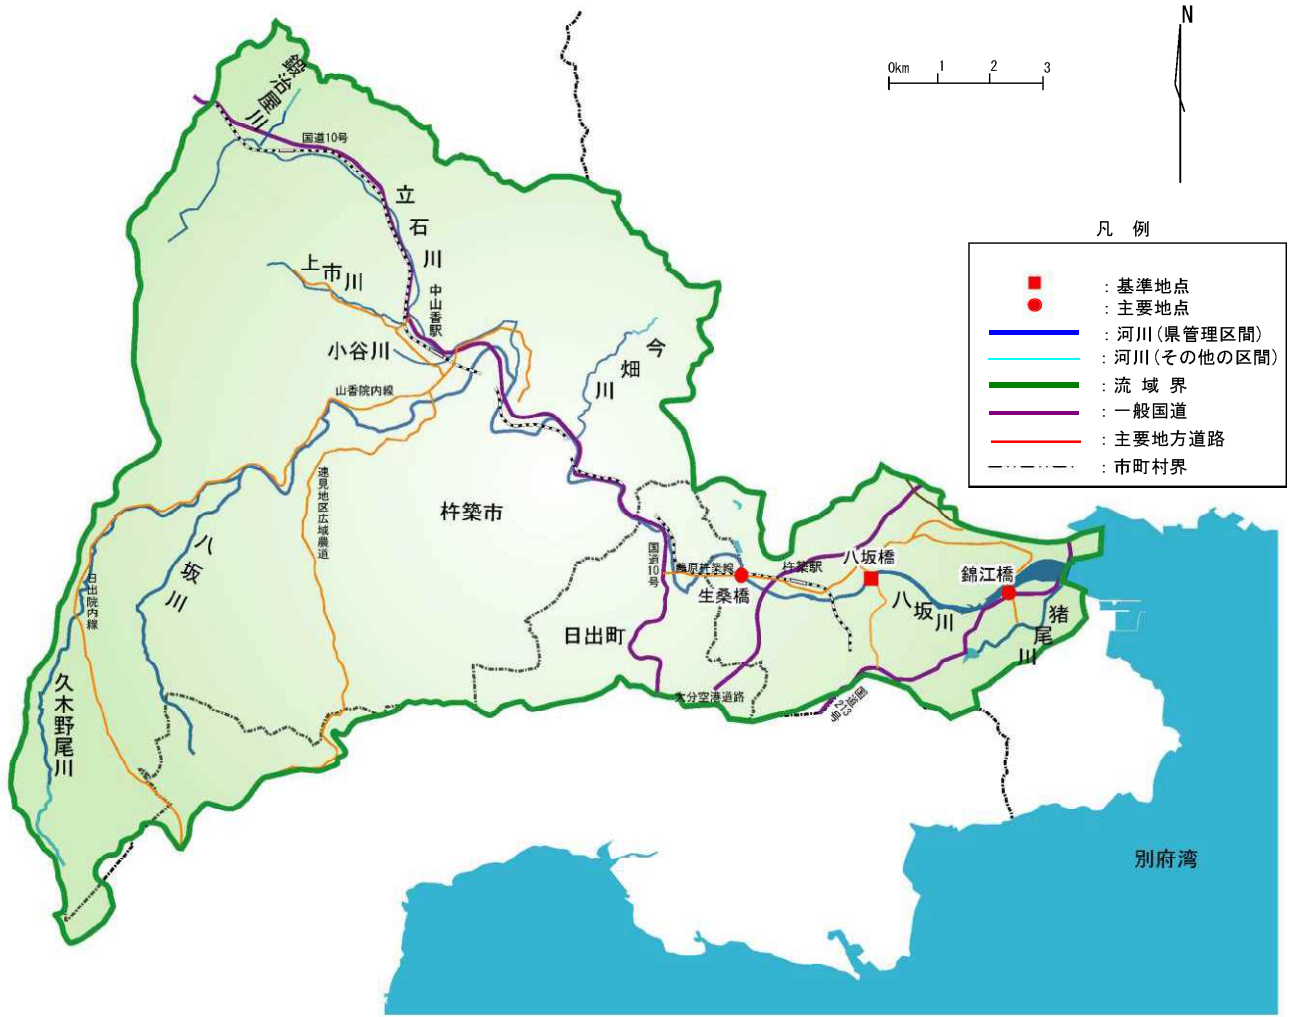 N
0km 1 2 3
鍛冶屋川
国道10号
立石川
上市川
中山香駅
小谷川
今畑川
山香院内線
速見地区広域農道
杵築市
八坂川
日出院内線
久木野尾川
国道10号
杵築駅
八坂橋
生桑橋
錦江橋
八坂川
猪尾川
日出町
大分空港道路
国道213号
別府湾
凡 例
：基準地点
：主要地点
：河川（県管理区間）
：河川（その他の区間）
：流 域 界
：一般国道
：主要地方道路
：市町村界